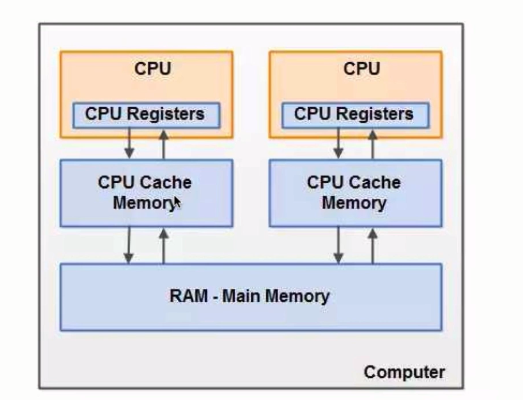 CPU
CPU
CPU Registers
CPU Registers
CPU Cache
Memory
CPU Cache
Memory
RAM - Main Memory
Computer